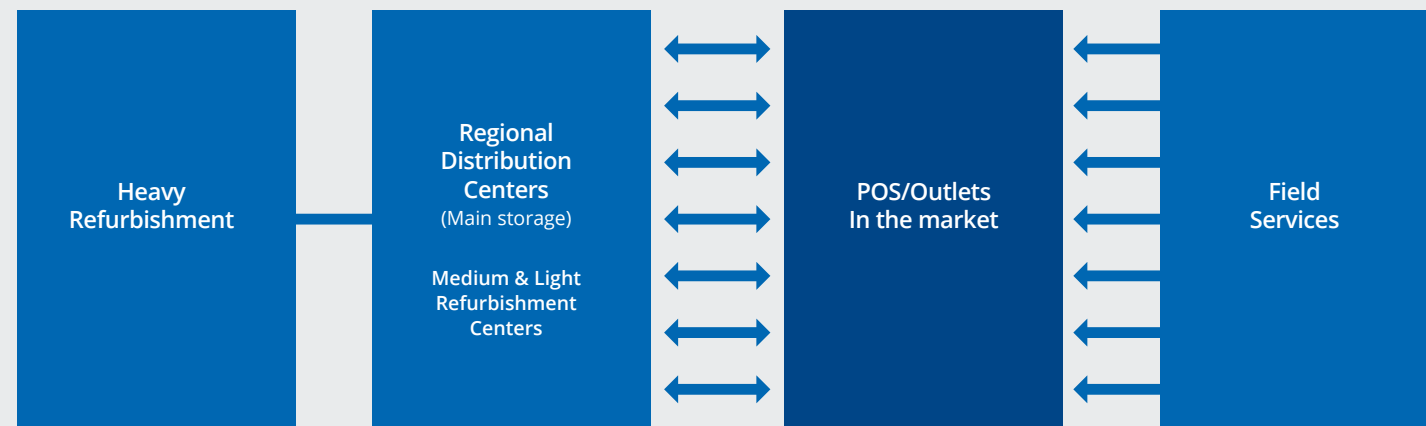 Heavy
Refurbishment
Regional
Distribution
Centers
(Main storage)
Medium & Light
Refurbishment
Centers
POS/Outlets
In the market
Field
Services